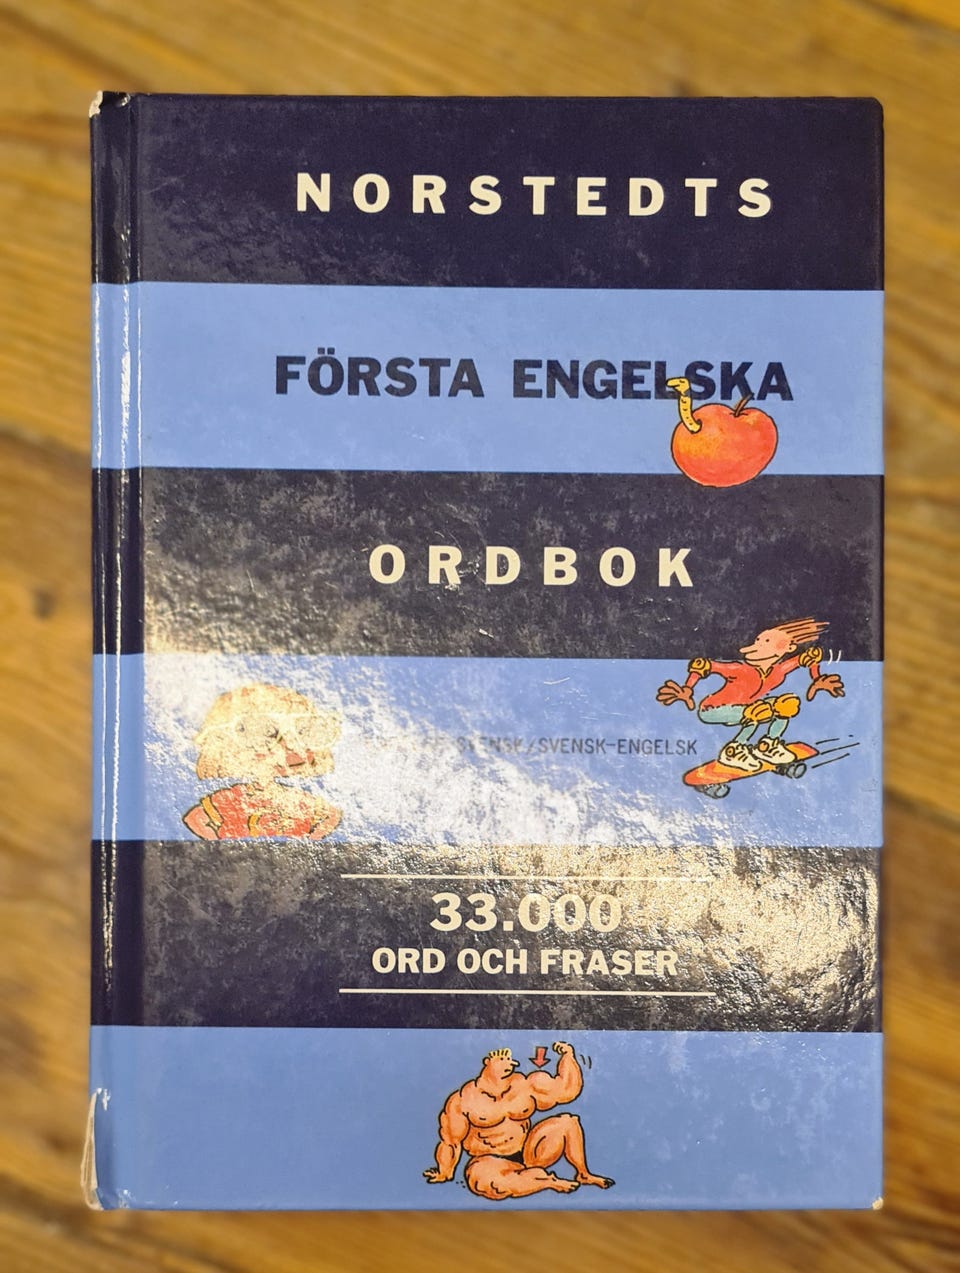 NORSTEDTS
FÖRSTA ENGELSKA
ORDBOK
SVENSK/SVENSK-ENGELSK
33.000
ORD OCH FRASER